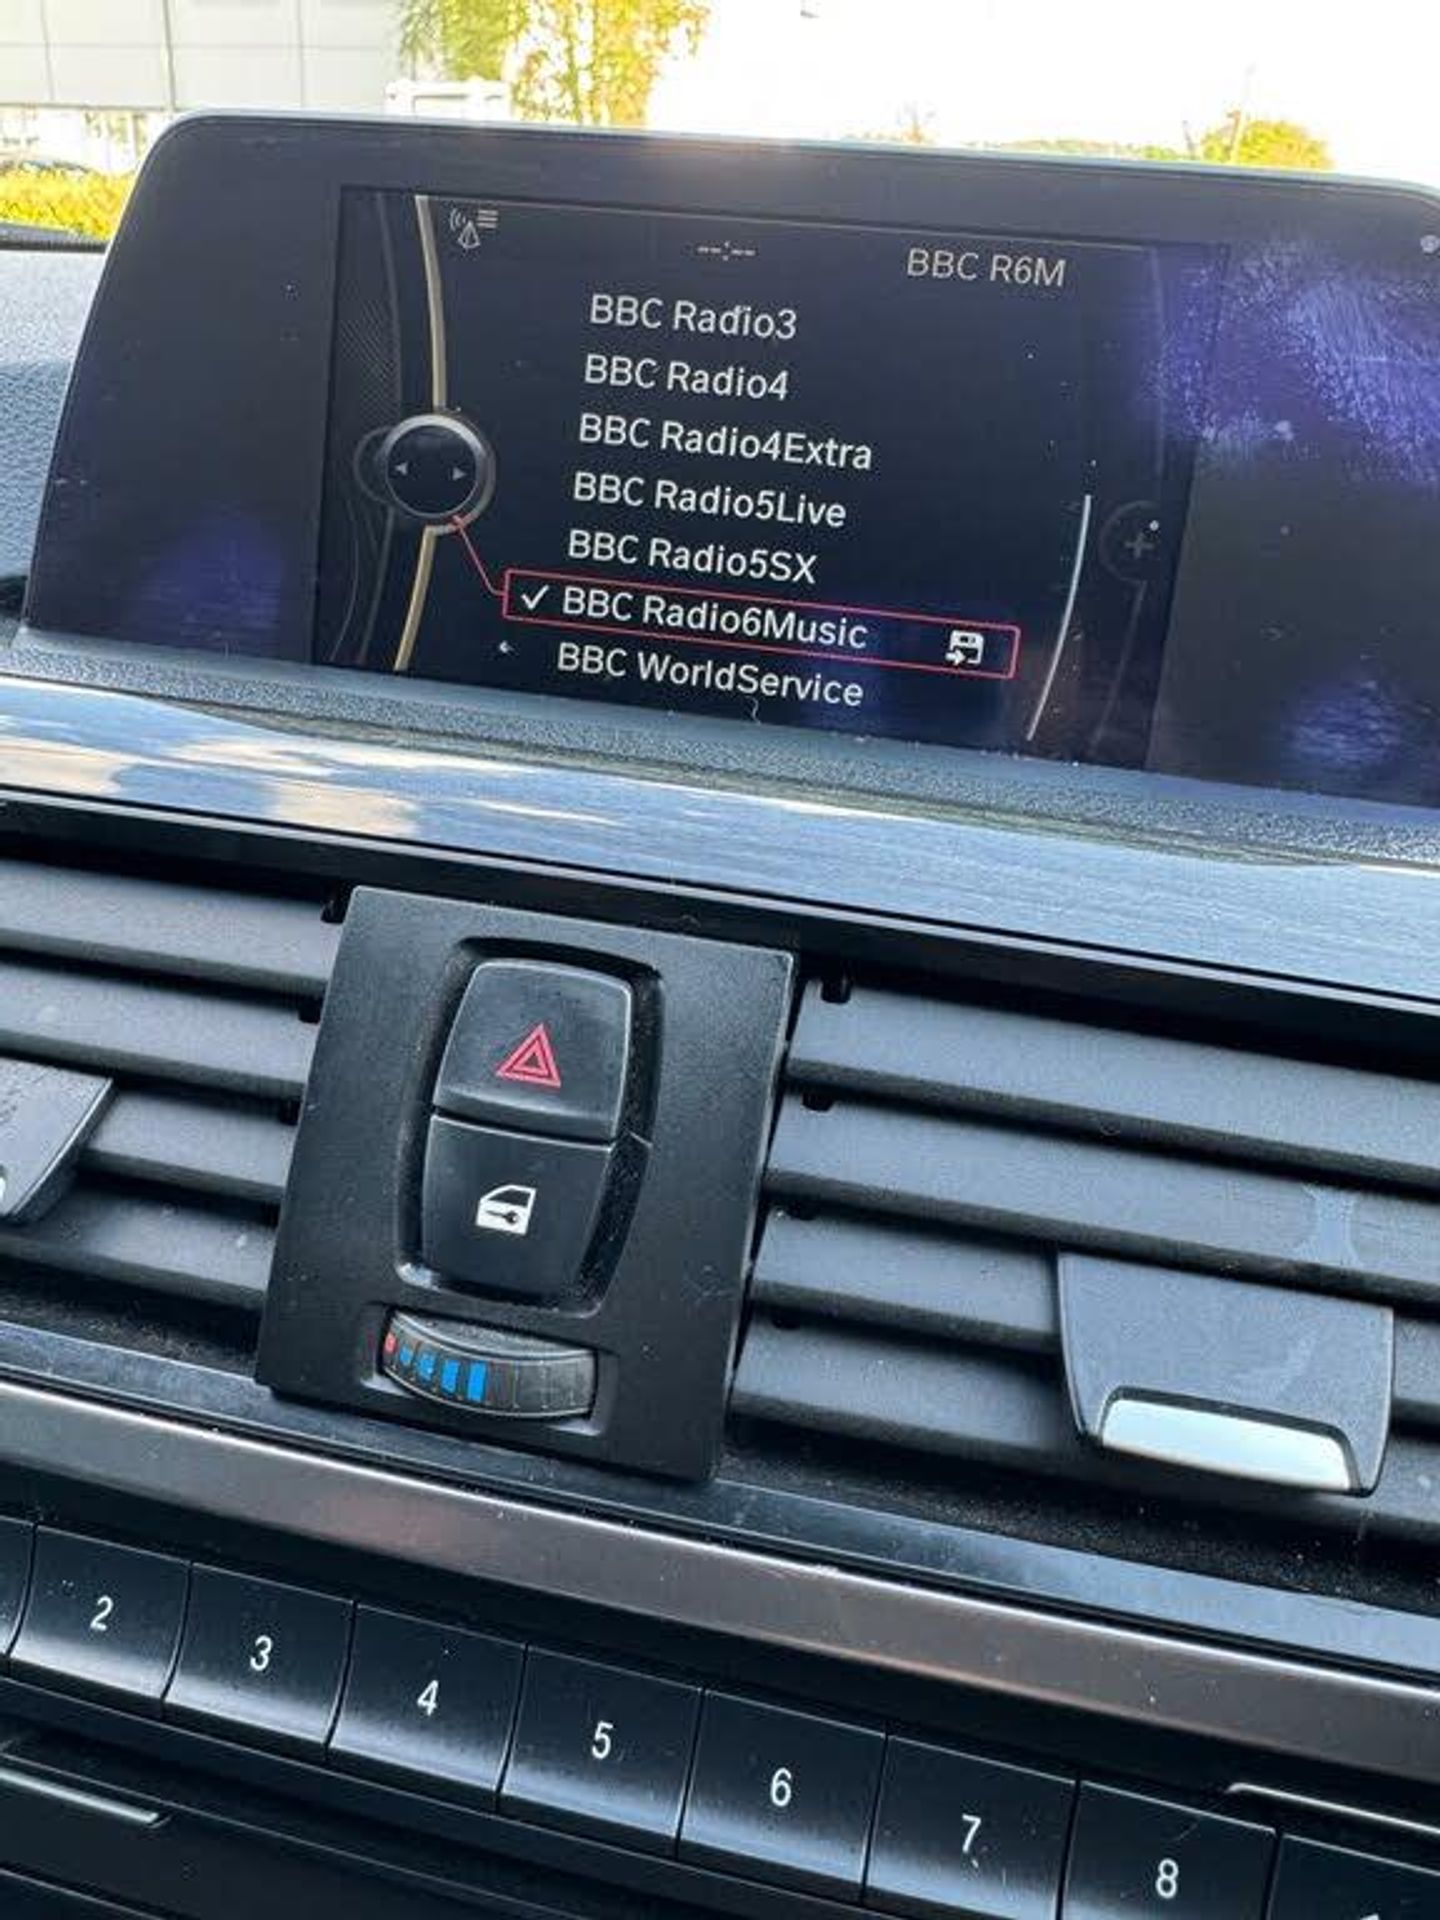 --:--
BBC R6M
BBC Radio3
BBC Radio4
BBC Radio4Extra
BBC Radio5Live
BBC Radio5SX
BBC Radio6Music
BBC WorldService
2
3
4
5
6
7
8